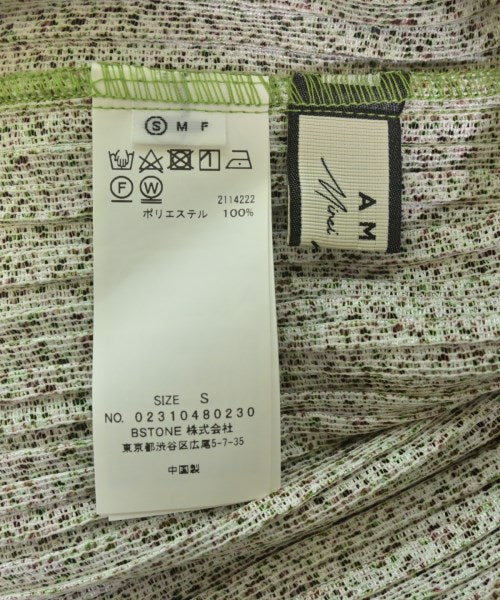 S M F
F W
2114222
ポリエステル 100%
SIZE S
NO. 02310480230
BSTONE 株式会社
東京都渋谷区広尾5-7-35
中国製
AM
Mini